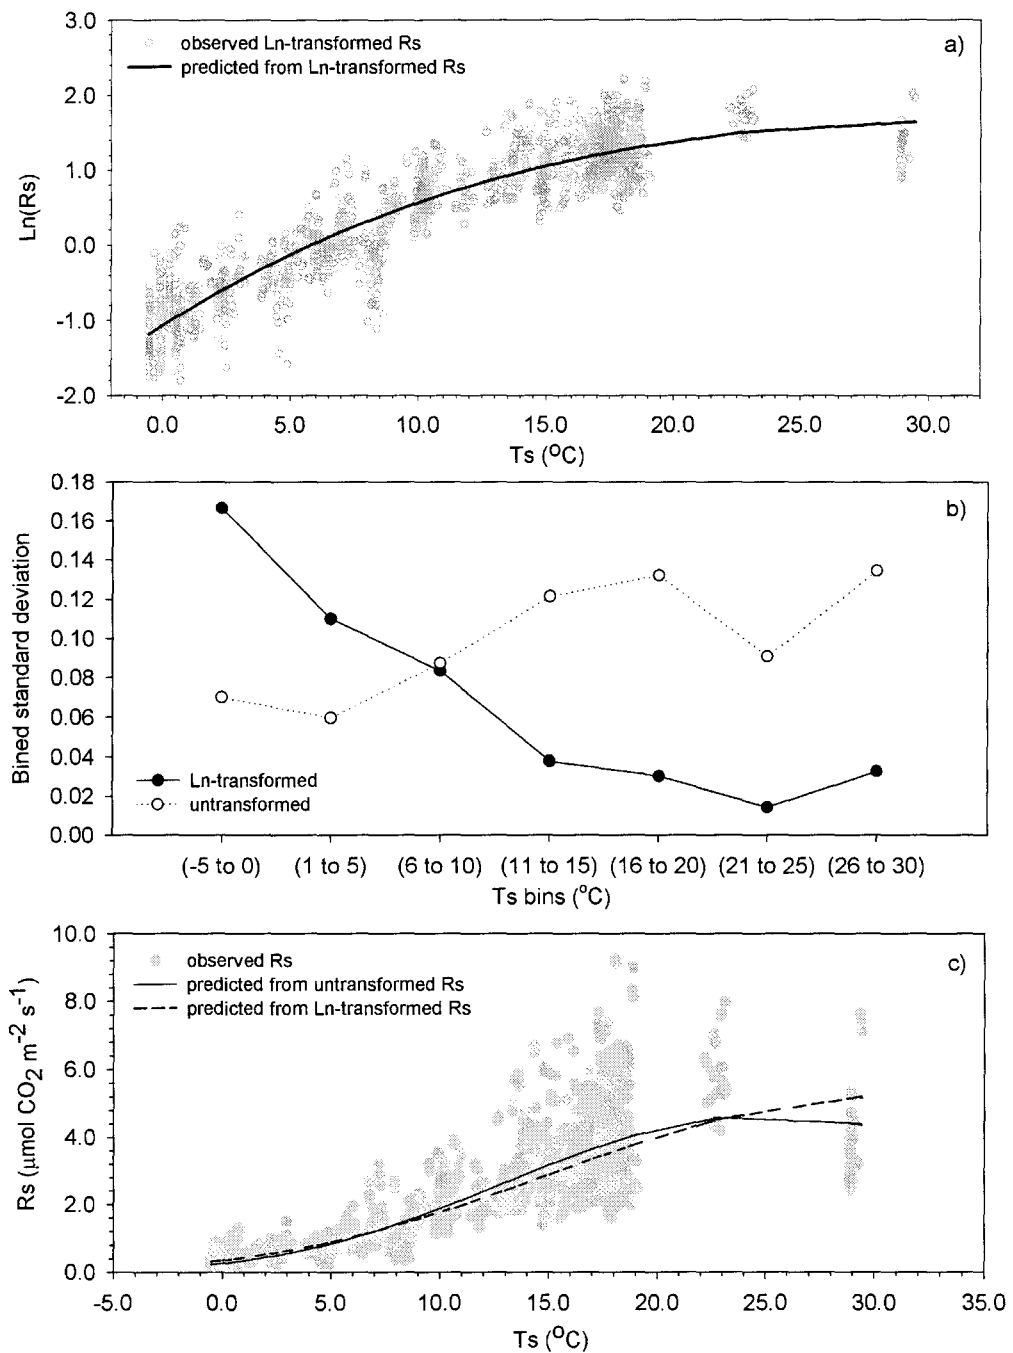 3.0
observed Ln-transformed Rs
a)
predicted from Ln-transformed Rs
2.0
1.0
0.0
-1.0
-2.0
Ln(Rs)
0.0 5.0 10.0 15.0 20.0 25.0 30.0
Ts (°C)
0.18
b)
0.16
0.14
0.12
0.10
0.08
0.06
0.04
0.02
0.00
Bined standard deviation
Ln-transformed
untransformed
(-5 to 0) (1 to 5) (6 to 10) (11 to 15) (16 to 20) (21 to 25) (26 to 30)
Ts bins (°C)
10.0
observed Rs
c)
predicted from untransformed Rs
predicted from Ln-transformed Rs
8.0
6.0
4.0
2.0
0.0
Rs (μmol CO₂ m⁻² s⁻¹)
-5.0 0.0 5.0 10.0 15.0 20.0 25.0 30.0 35.0
Ts (°C)